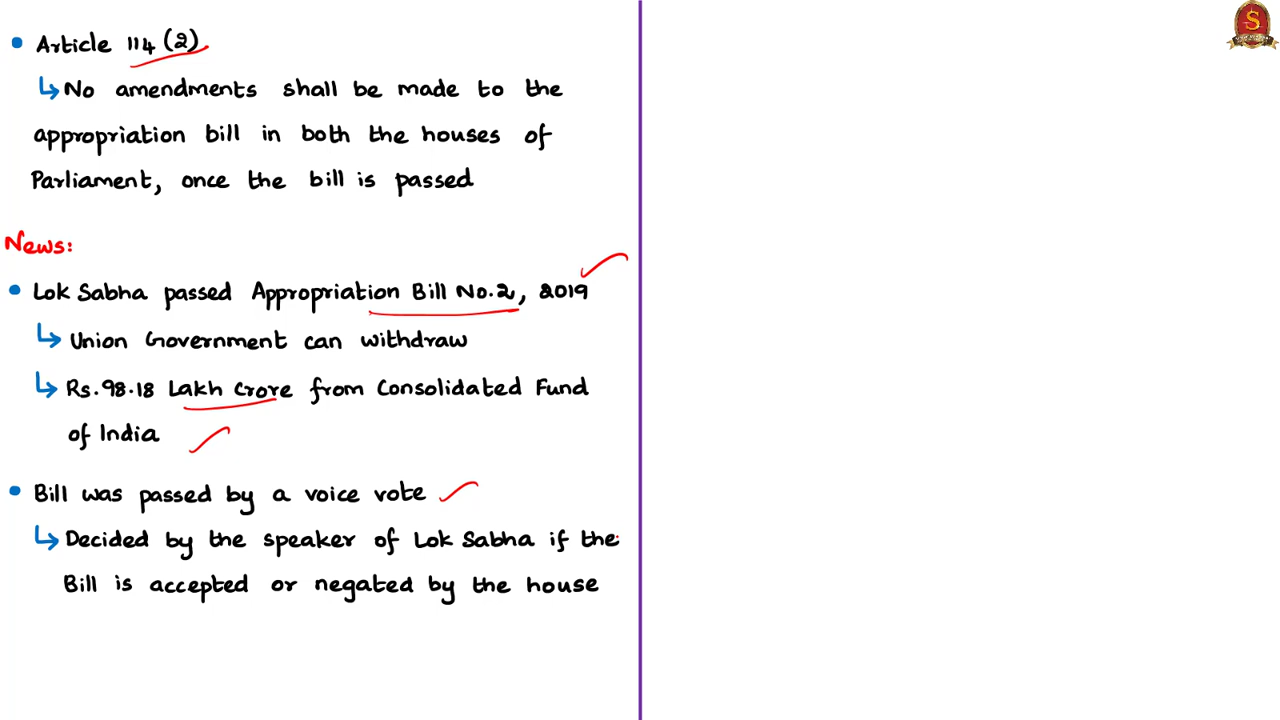 Article 114 (2)
No amendments shall be made to the
appropriation bill in both the houses of
Parliament, once the bill is passed
News:
Lok Sabha passed Appropriation Bill No.2, 2019
Union Government can withdraw
Rs.98.18 Lakh Crore from Consolidated Fund
of India
Bill was passed by a voice vote
Decided by the speaker of Lok Sabha if the
Bill is accepted or negated by the house
S